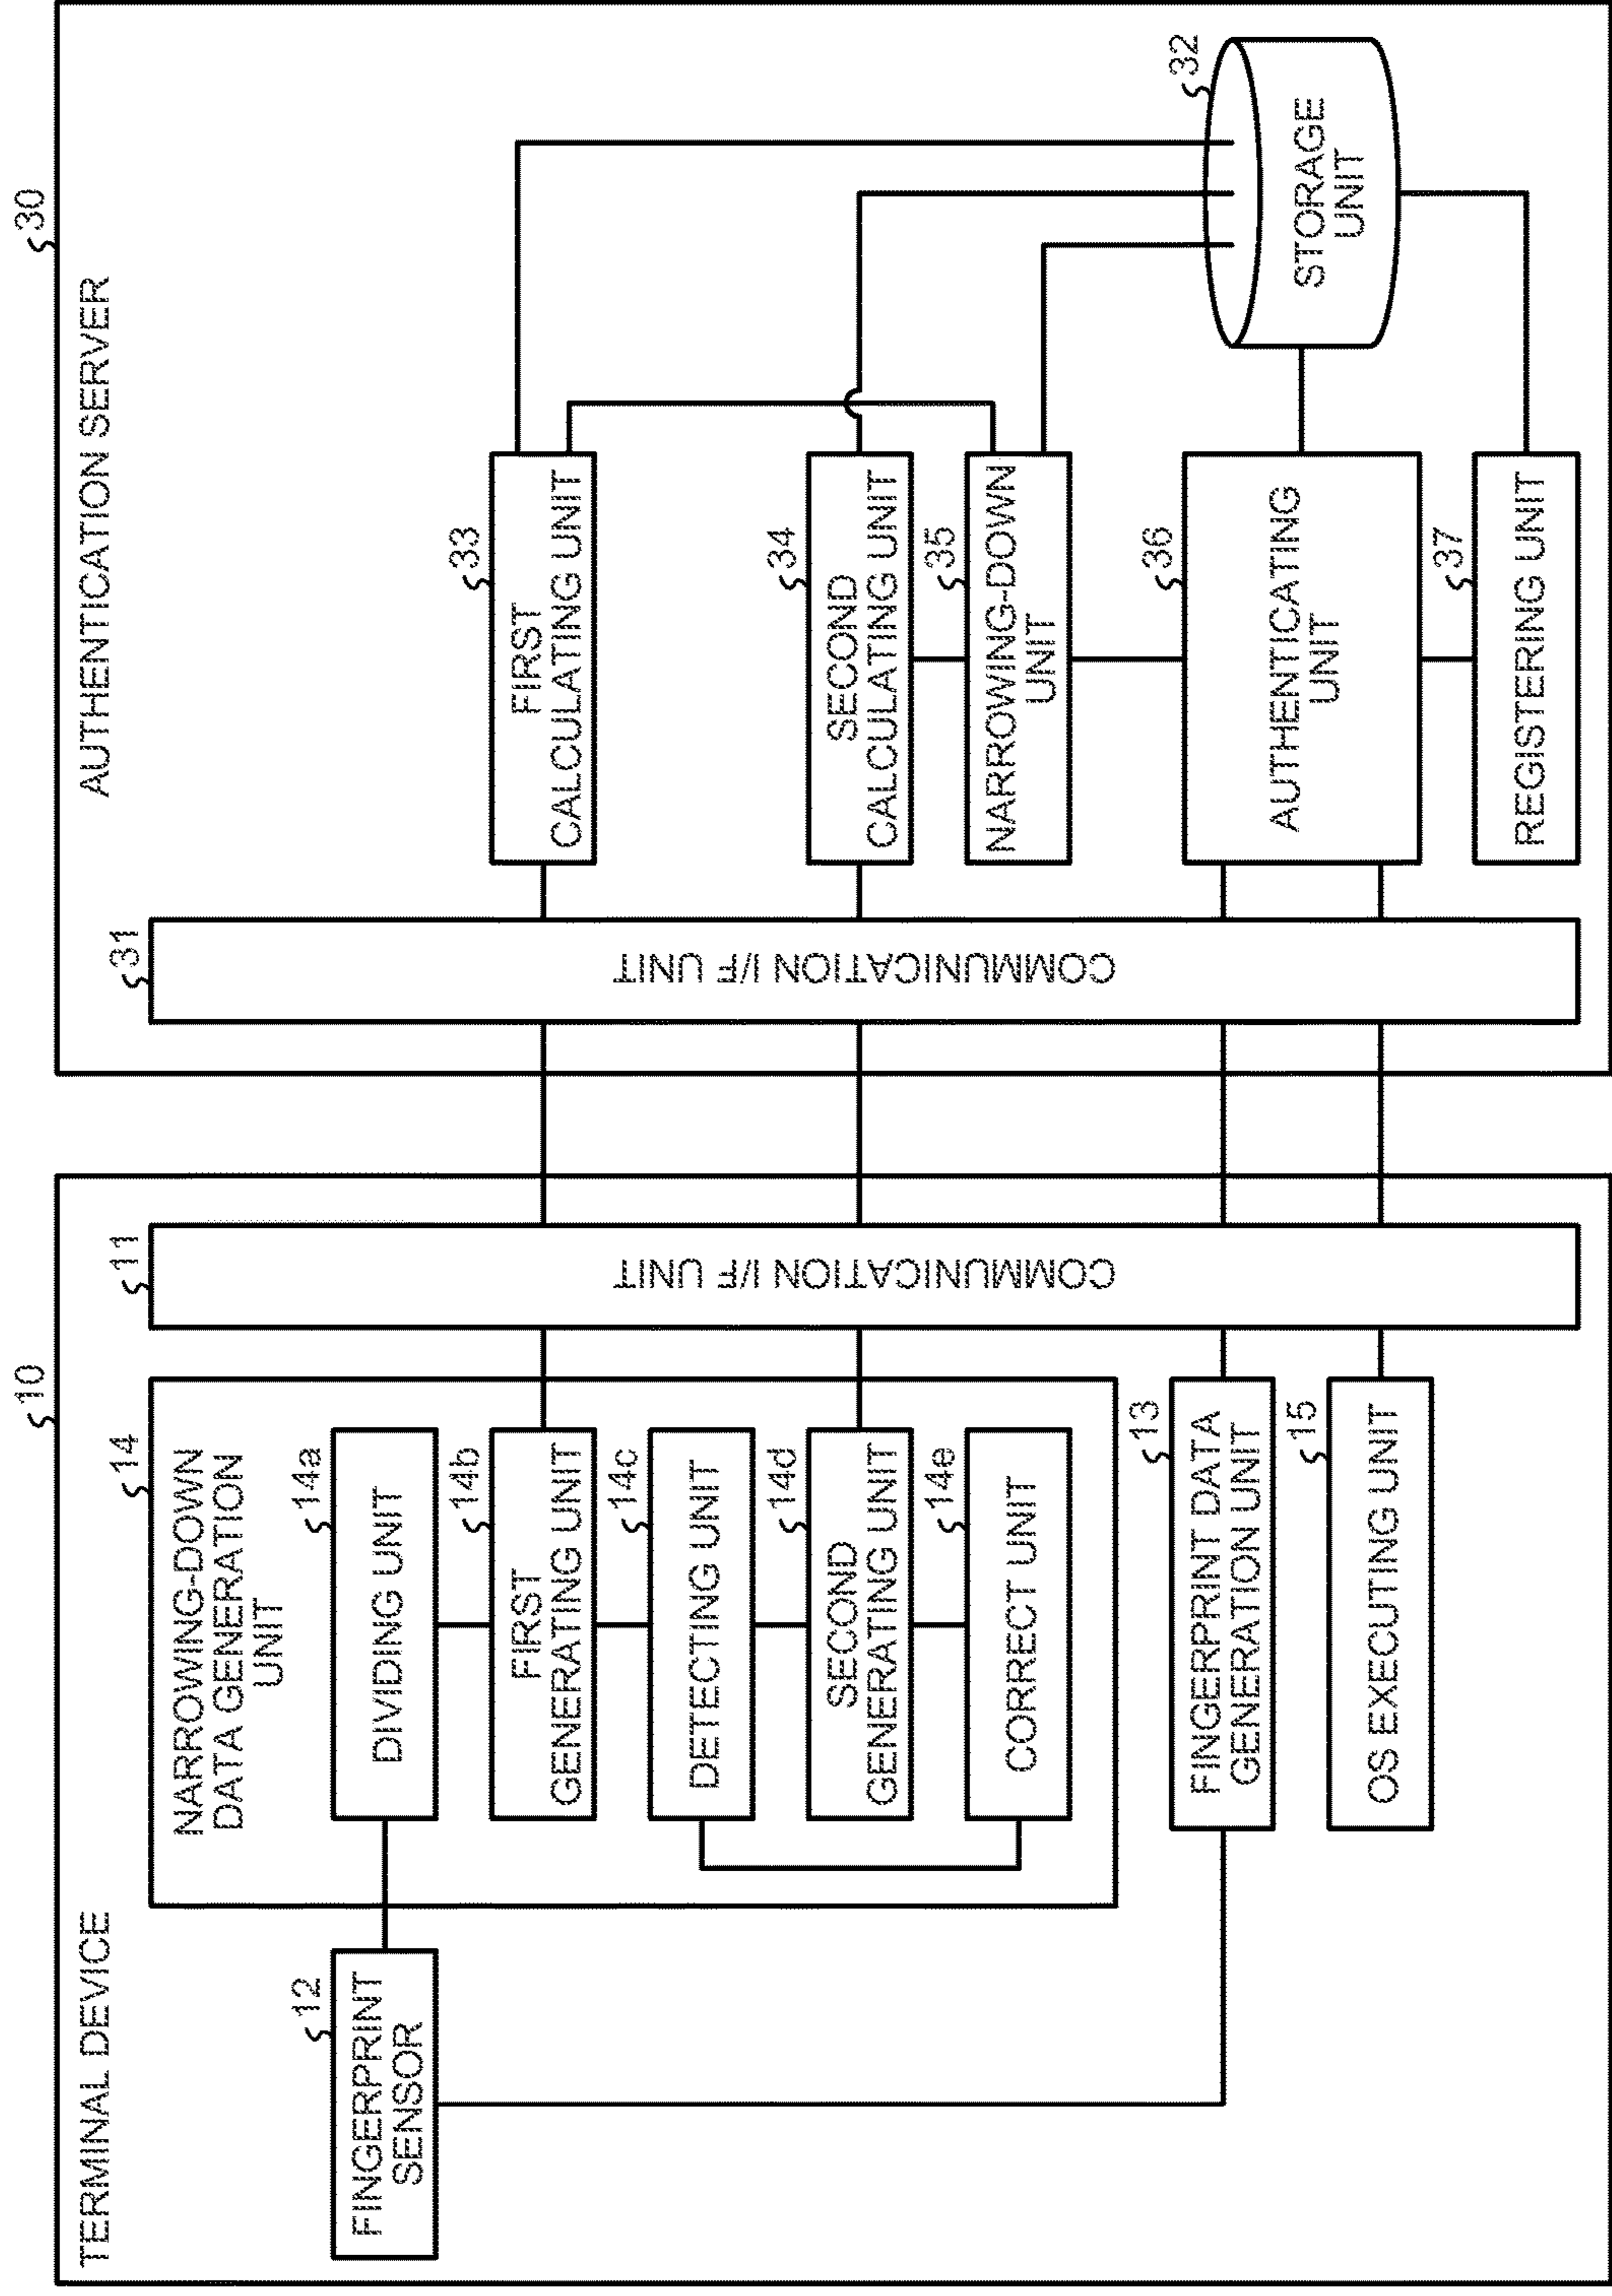 10
TERMINAL DEVICE
12
FINGERPRINT
SENSOR
14
NARROWING-DOWN
DATA GENERATION
UNIT
14a
DIVIDING UNIT
14b
FIRST
GENERATING UNIT
14c
DETECTING UNIT
14d
SECOND
GENERATING UNIT
14e
CORRECT UNIT
13
FINGERPRINT DATA
GENERATION UNIT
15
OS EXECUTING UNIT
11
COMMUNICATION I/F UNIT
30
AUTHENTICATION SERVER
31
COMMUNICATION I/F UNIT
33
FIRST
CALCULATING UNIT
34
SECOND
CALCULATING UNIT
35
NARROWING-DOWN
UNIT
36
AUTHENTICATING
UNIT
37
REGISTERING UNIT
32
STORAGE
UNIT